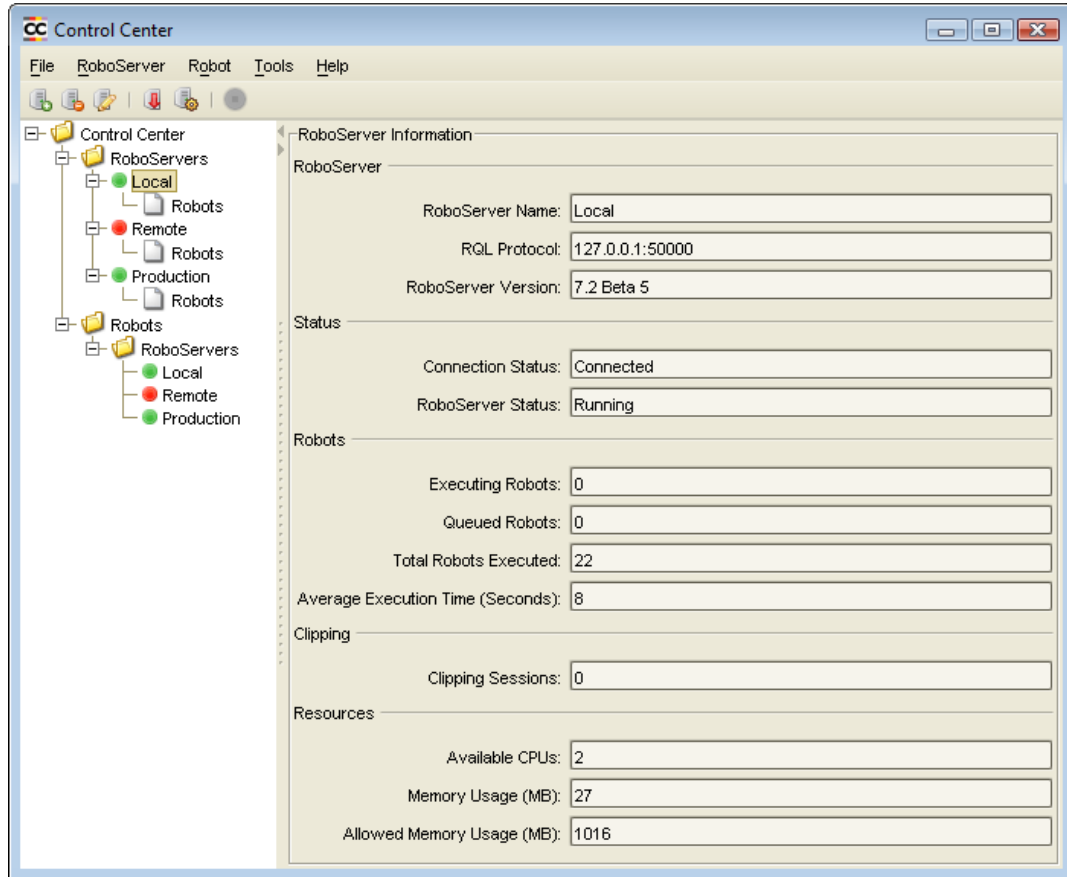 CC Control Center
File RoboServer Robot Tools Help
Control Center
RoboServers
Local
Robots
Remote
Robots
Production
Robots
Robots
RoboServers
Local
Remote
Production
RoboServer Information
RoboServer
RoboServer Name: Local
RQL Protocol: 127.0.0.1:50000
RoboServer Version: 7.2 Beta 5
Status
Connection Status: Connected
RoboServer Status: Running
Robots
Executing Robots: 0
Queued Robots: 0
Total Robots Executed: 22
Average Execution Time (Seconds): 8
Clipping
Clipping Sessions: 0
Resources
Available CPUs: 2
Memory Usage (MB): 27
Allowed Memory Usage (MB): 1016